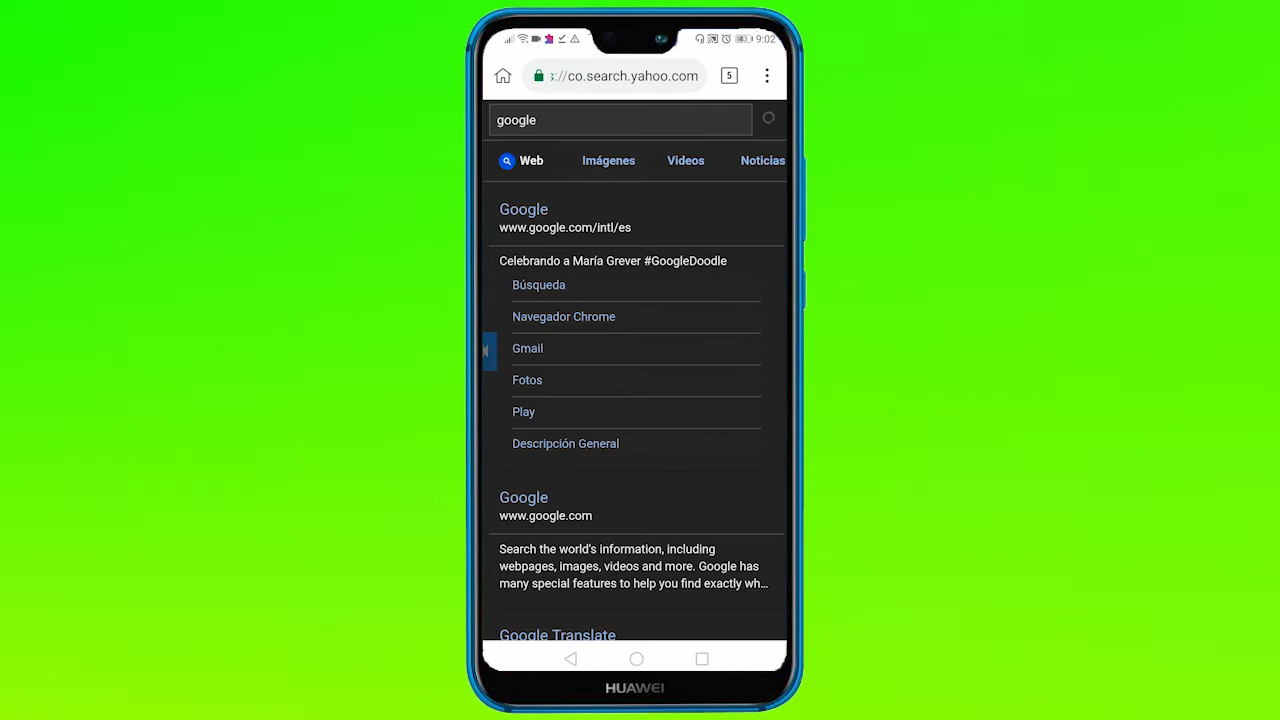 43 9:02
s://co.search.yahoo.com 5
google
Web Imágenes Videos Noticias
Google
www.google.com/intl/es
Celebrando a María Grever #GoogleDoodle
Búsqueda
Navegador Chrome
Gmail
Fotos
Play
Descripción General
Google
www.google.com
Search the world's information, including
webpages, images, videos and more. Google has
many special features to help you find exactly wh...
Google Translate
HUAWEI